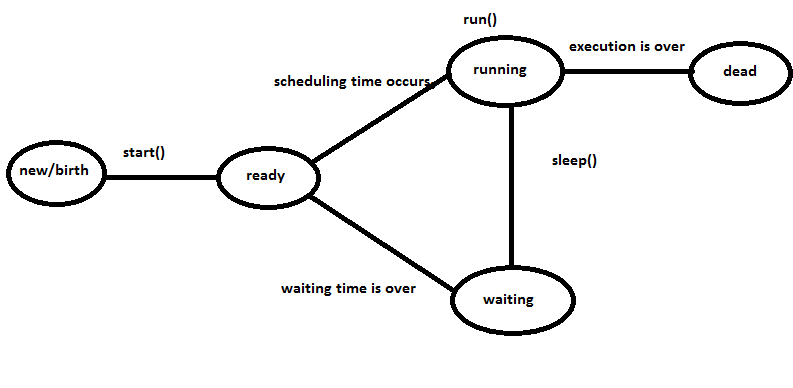 run()
execution is over
running
dead
scheduling time occurs
start()
new/birth
ready
sleep()
waiting time is over
waiting